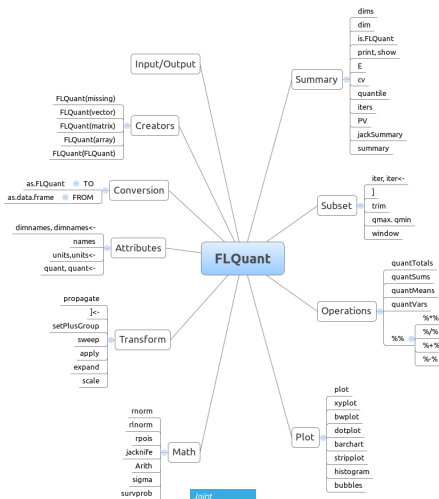 FLQuant
Input/Output
Creators
FLQuant(missing)
FLQuant(vector)
FLQuant(matrix)
FLQuant(array)
FLQuant(FLQuant)
Conversion
as.FLQuant TO
as.data.frame FROM
Attributes
dimnames, dimnames<-
names
units,units<-
quant, quant<-
Transform
propagate
]<-
setPlusGroup
sweep
apply
expand
scale
Math
rnorm
rlnorm
rpois
jacknife
Arith
sigma
survprob
Summary
dims
dim
is.FLQuant
print, show
E
cv
quantile
iters
PV
jackSummary
summary
Subset
iter, iter<-
]
trim
qmax. qmin
window
Operations
quantTotals
quantSums
quantMeans
quantVars
%%
%*%
%/%
%+%
%-%
Plot
plot
xyplot
bwplot
dotplot
barchart
stripplot
histogram
bubbles
Joint